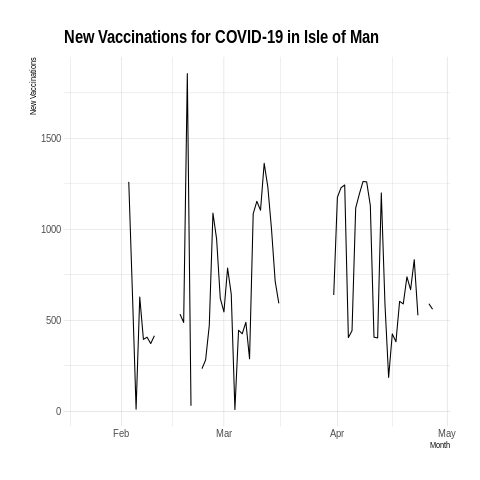 New Vaccinations for COVID-19 in Isle of Man
New Vaccinations
1500
1000
500
0
Feb
Mar
Apr
May
Month